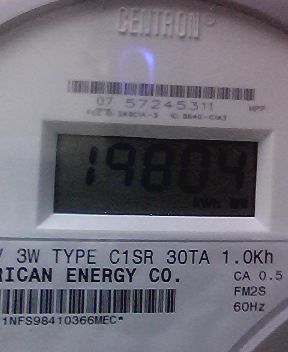 CENTRON®
07 57245311
19804
kWh
3W TYPE C1SR 30TA 1.0Kh
RICAN ENERGY CO.
CA 0.5
FM2S
60Hz
1NFS98410366MEC*